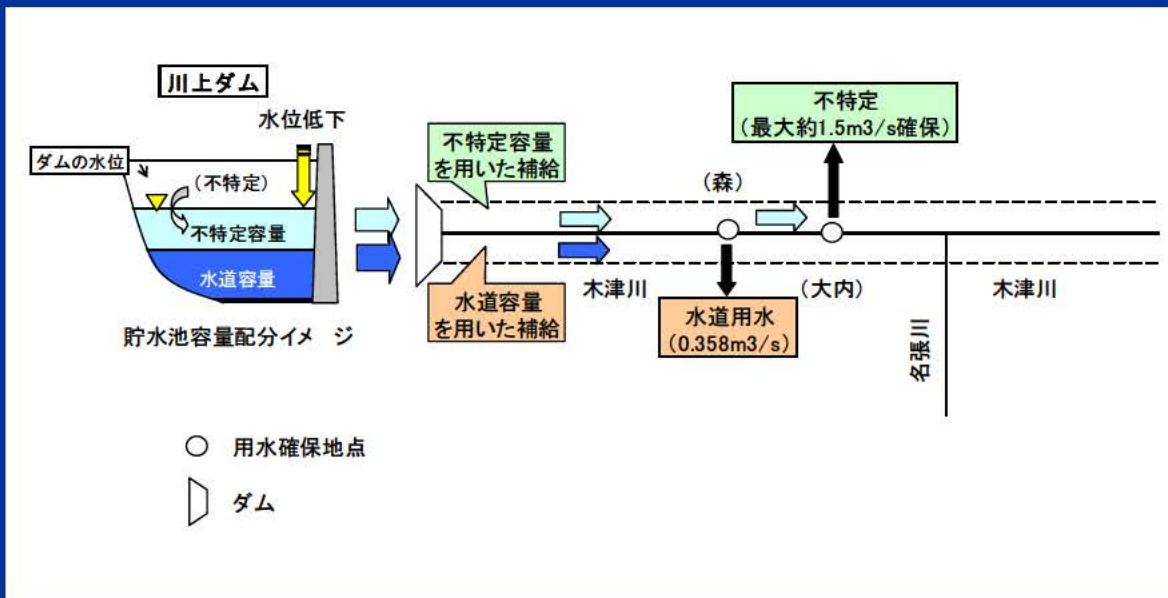 川上ダム
水位低下
ダムの水位
(不特定)
不特定容量
水道容量
貯水池容量配分イメージ
不特定容量
を用いた補給
水道容量
を用いた補給
木津川
(森)
水道用水
(0.358m3/s)
不特定
(最大約1.5m3/s確保)
(大内)
名張川
木津川
用水確保地点
ダム